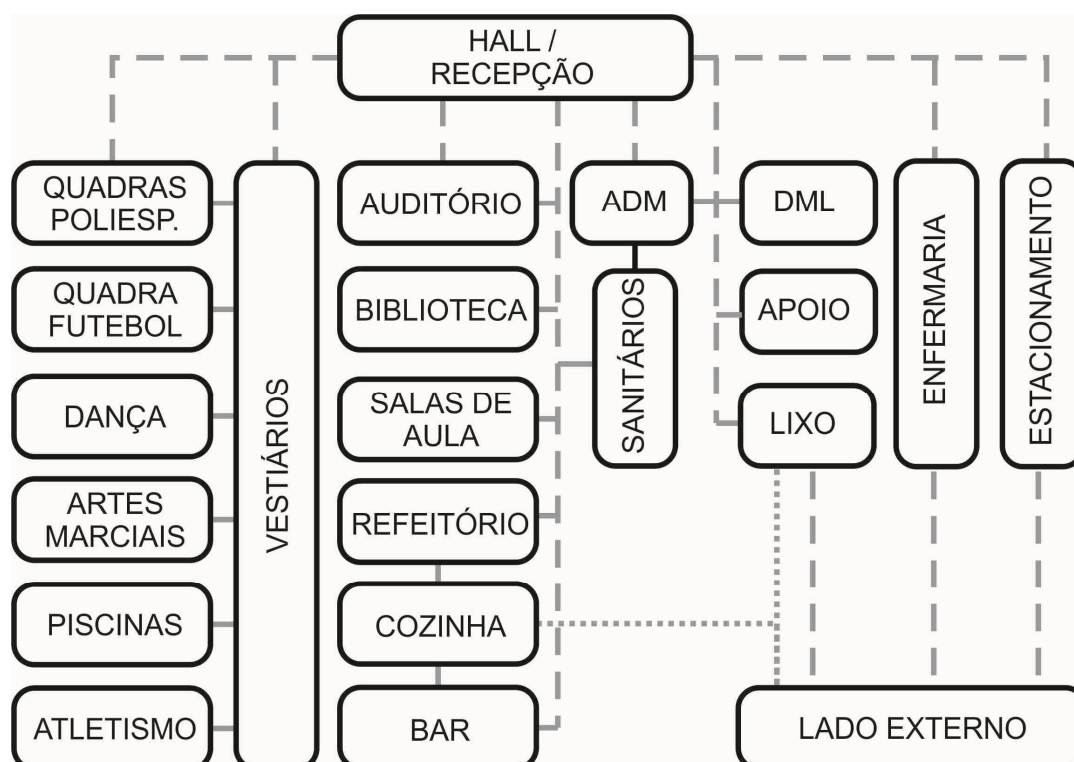 HALL /
RECEPÇÃO
QUADRAS
POLIESP.
QUADRA
FUTEBOL
DANÇA
ARTES
MARCIAIS
PISCINAS
ATLETISMO
VESTIÁRIOS
AUDITÓRIO
BIBLIOTECA
SALAS DE
AULA
REFEITÓRIO
COZINHA
BAR
ADM
SANITÁRIOS
DML
APOIO
LIXO
ENFERMARIA
ESTACIONAMENTO
LADO EXTERNO